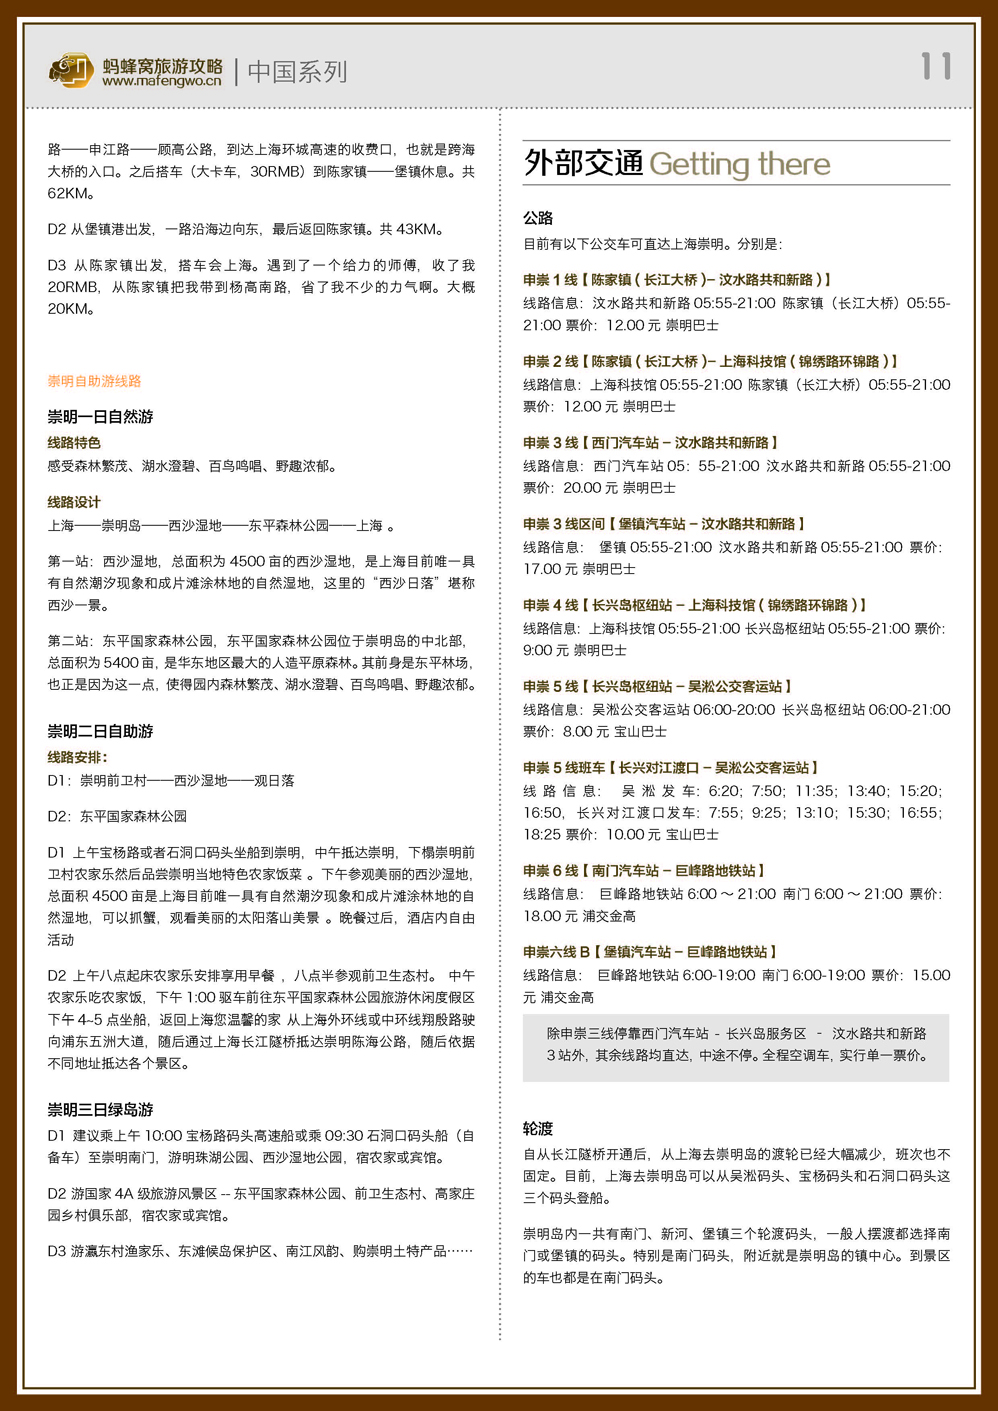 蚂蜂窝旅游攻略
www.mafengwo.cn
中国系列
11
路——申江路——顾高公路，到达上海环城高速的收费口，也就是跨海
大桥的入口。之后搭车（大卡车，30RMB）到陈家镇——堡镇休息。共
62KM。
D2 从堡镇港出发，一路沿海边向东，最后返回陈家镇。共 43KM。
D3 从陈家镇出发，搭车会上海。遇到了一个给力的师傅，收了我
20RMB，从陈家镇把我带到杨高南路，省了我不少的力气啊。大概
20KM。
崇明自助游线路
崇明一日自然游
线路特色
感受森林繁茂、湖水澄碧、百鸟鸣唱、野趣浓郁。
线路设计
上海——崇明岛——西沙湿地——东平森林公园——上海 。
第一站：西沙湿地，总面积为 4500 亩的西沙湿地，是上海目前唯一具
有自然潮汐现象和成片滩涂林地的自然湿地，这里的“西沙日落”堪称
西沙一景。
第二站：东平国家森林公园，东平国家森林公园位于崇明岛的中北部，
总面积为 5400 亩，是华东地区最大的人造平原森林。其前身是东平林场，
也正是因为这一点，使得园内森林繁茂、湖水澄碧、百鸟鸣唱、野趣浓郁。
崇明二日自助游
线路安排：
D1：崇明前卫村——西沙湿地——观日落
D2：东平国家森林公园
D1 上午宝杨路或者石洞口码头坐船到崇明，中午抵达崇明，下榻崇明前
卫村农家乐然后品尝崇明当地特色农家饭菜 。下午参观美丽的西沙湿地，
总面积 4500 亩是上海目前唯一具有自然潮汐现象和成片滩涂林地的自
然湿地，可以抓蟹，观看美丽的太阳落山美景 。晚餐过后，酒店内自由
活动
D2 上午八点起床农家乐安排享用早餐 ，八点半参观前卫生态村。 中午
农家乐吃农家饭，下午 1:00 驱车前往东平国家森林公园旅游休闲度假区
下午 4~5 点坐船，返回上海您温馨的家 从上海外环线或中环线翔殷路驶
向浦东五洲大道，随后通过上海长江隧桥抵达崇明陈海公路，随后依据
不同地址抵达各个景区。
崇明三日绿岛游
D1 建议乘上午 10:00 宝杨路码头高速船或乘 09:30 石洞口码头船（自
备车）至崇明南门，游明珠湖公园、西沙湿地公园，宿农家或宾馆。
D2 游国家 4A 级旅游风景区 -- 东平国家森林公园、前卫生态村、高家庄
园乡村俱乐部，宿农家或宾馆。
D3 游瀛东村渔家乐、东滩候鸟保护区、南江风韵、购崇明土特产品······
外部交通 Getting there
公路
目前有以下公交车可直达上海崇明。分别是：
申崇 1 线【 陈家镇（ 长江大桥 ）– 汶水路共和新路 ）】
线路信息：汶水路共和新路 05:55-21:00 陈家镇（长江大桥）05:55-
21:00 票价：12.00 元 崇明巴士
申崇 2 线【 陈家镇（ 长江大桥 ）– 上海科技馆（ 锦绣路环锦路 ）】
线路信息：上海科技馆 05:55-21:00 陈家镇（长江大桥）05:55-21:00
票价：12.00 元 崇明巴士
申崇 3 线【 西门汽车站 – 汶水路共和新路 】
线路信息：西门汽车站 05：55-21:00 汶水路共和新路 05:55-21:00
票价：20.00 元 崇明巴士
申崇 3 线区间【 堡镇汽车站 – 汶水路共和新路 】
线路信息： 堡镇 05:55-21:00 汶水路共和新路 05:55-21:00 票价：
17.00 元 崇明巴士
申崇 4 线【 长兴岛枢纽站 – 上海科技馆（ 锦绣路环锦路 ）】
线路信息：上海科技馆 05:55-21:00 长兴岛枢纽站 05:55-21:00 票价：
9:00 元 崇明巴士
申崇 5 线【 长兴岛枢纽站 – 吴淞公交客运站 】
线路信息：吴淞公交客运站 06:00-20:00 长兴岛枢纽站 06:00-21:00
票价：8.00 元 宝山巴士
申崇 5 线班车【 长兴对江渡口 – 吴淞公交客运站 】
线 路 信 息： 吴 淞 发 车：6:20；7:50；11:35；13:40；15:20；
16:50，长兴对江渡口发车：7:55；9:25；13:10；15:30；16:55；
18:25 票价：10.00 元 宝山巴士
申崇 6 线【 南门汽车站 – 巨峰路地铁站 】
线路信息： 巨峰路地铁站 6:00 ～ 21:00 南门 6:00 ～ 21:00 票价：
18.00 元 浦交金高
申崇六线 B【 堡镇汽车站 – 巨峰路地铁站 】
线路信息： 巨峰路地铁站 6:00-19:00 南门 6:00-19:00 票价：15.00
元 浦交金高
除申崇三线停靠西门汽车站 - 长兴岛服务区 - 汶水路共和新路
3 站外，其余线路均直达，中途不停。全程空调车，实行单一票价。
轮渡
自从长江隧桥开通后，从上海去崇明岛的渡轮已经大幅减少，班次也不
固定。目前，上海去崇明岛可以从吴淞码头、宝杨码头和石洞口码头这
三个码头登船。
崇明岛内一共有南门、新河、堡镇三个轮渡码头，一般人摆渡都选择南
门或堡镇的码头。特别是南门码头，附近就是崇明岛的镇中心。到景区
的车也都是在南门码头。